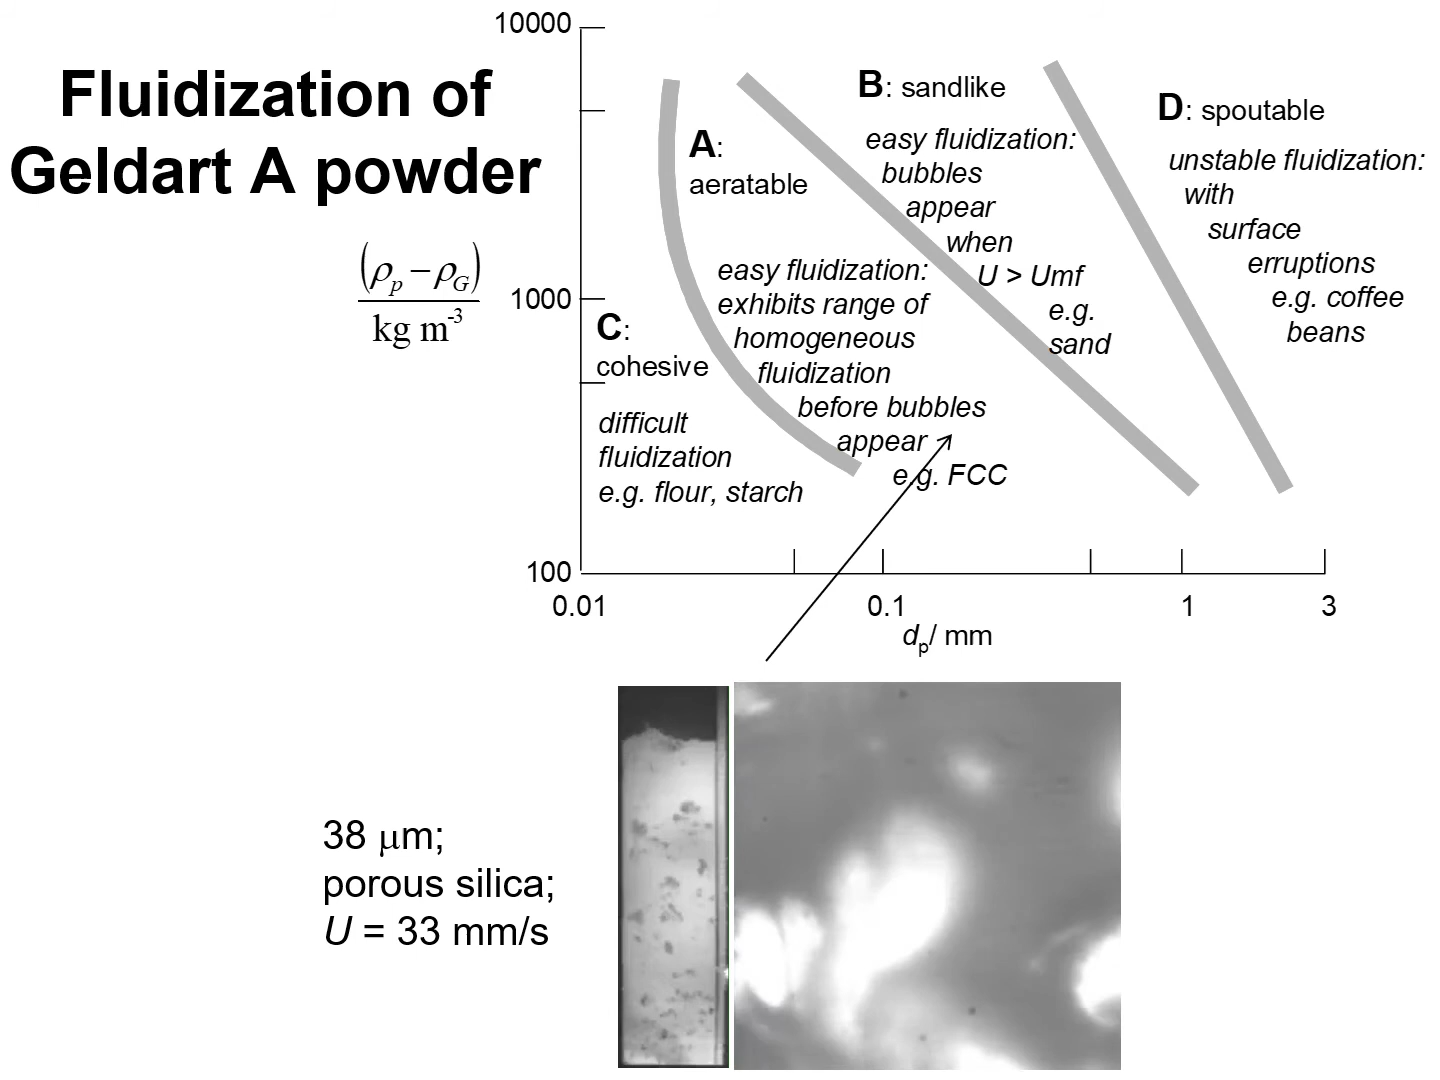 Fluidization of
Geldart A powder
(ρp − ρG)
kg m-3
10000
1000
100
0.01
0.1
1
3
dp/ mm
A:
aeratable
easy fluidization:
exhibits range of
homogeneous
fluidization
before bubbles
appear
e.g. FCC
B: sandlike
easy fluidization:
bubbles
appear
when
U > Umf
e.g.
sand
C:
cohesive
difficult
fluidization
e.g. flour, starch
D: spoutable
unstable fluidization:
with
surface
erruptions
e.g. coffee
beans
38 μm;
porous silica;
U = 33 mm/s